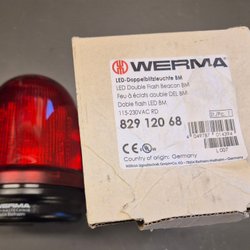 WERMA
LED-Doppelblitzleuchte BM
LED Double Flash Beacon BM
Feu à éclats double DEL BM
Doble flash LED BM
115-230VAC RD
829 120 68
Country of origin: Germany
WERMA